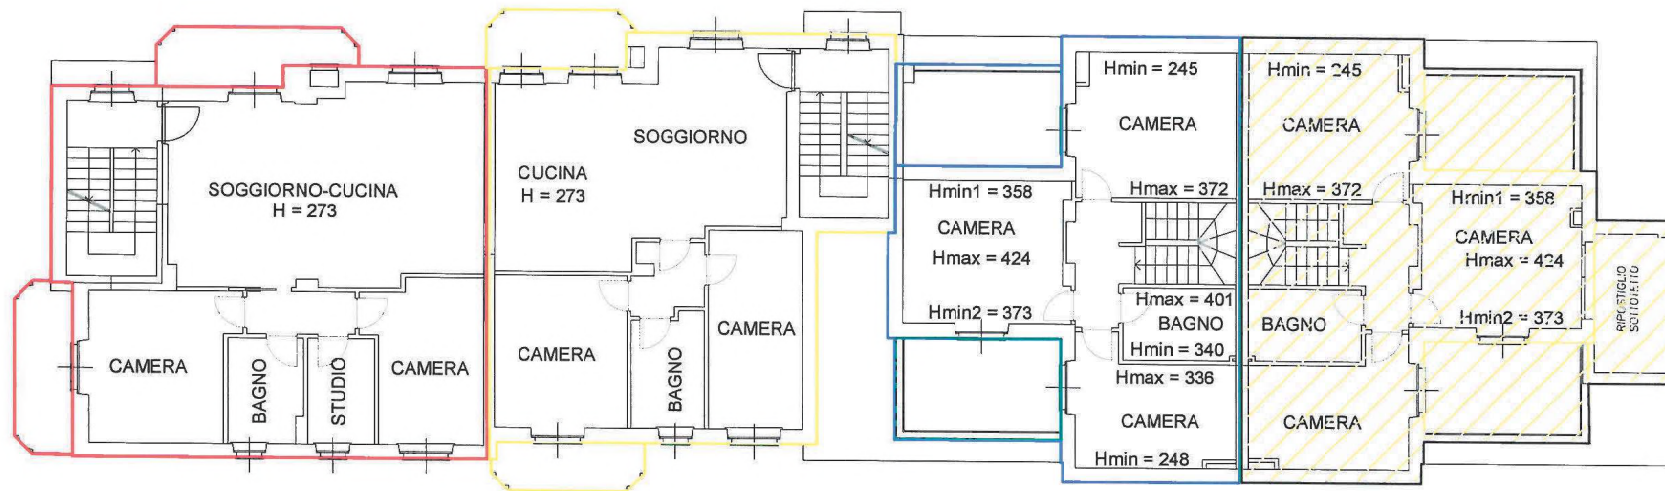 SOGGIORNO-CUCINA
H = 273
CAMERA
BAGNO
STUDIO
CAMERA
SOGGIORNO
CUCINA
H = 273
CAMERA
BAGNO
CAMERA
Hmin = 245
CAMERA
Hmax = 372
Hmin1 = 358
CAMERA
Hmax = 424
Hmin2 = 373
Hmax = 401
BAGNO
Hmin = 340
Hmax = 336
CAMERA
Hmin = 248
Hmin = 245
CAMERA
Hmax = 372
Hmin1 = 358
CAMERA
Hmax = 424
Hmin2 = 373
BAGNO
CAMERA
RIPOSTIGLIO
SOTTOTETTO